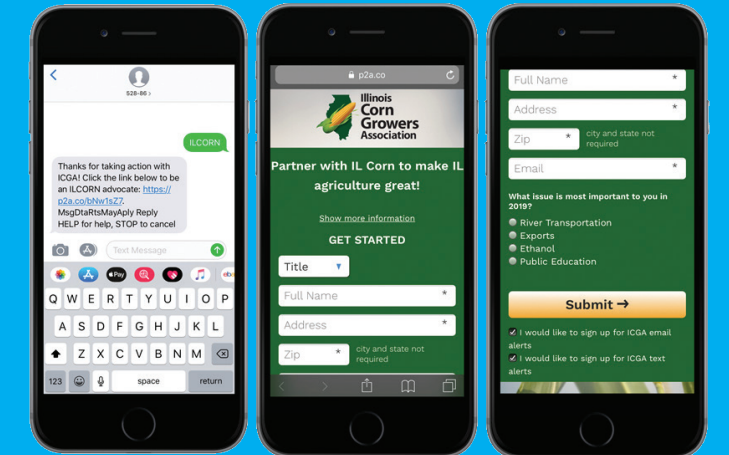 528-86 >
ILCORN
Thanks for taking action with
ICGA! Click the link below to be
an ILCORN advocate: https://
p2a.co/bNw1sZ7.
MsgDtaRtsMayAply Reply
HELP for help, STOP to cancel
Text Message
Pay
Q W E R T Y U I O P
A S D F G H J K L
Z X C V B N M
123 space return
p2a.co
Illinois
Corn
Growers
Association
Partner with IL Corn to make IL
agriculture great!
Show more information
GET STARTED
Title
Full Name *
Address *
Zip * city and state not
required
Full Name *
Address *
Zip * city and state not
required
Email *
What issue is most important to you in
2019?
River Transportation
Exports
Ethanol
Public Education
Submit →
I would like to sign up for ICGA email
alerts
I would like to sign up for ICGA text
alerts